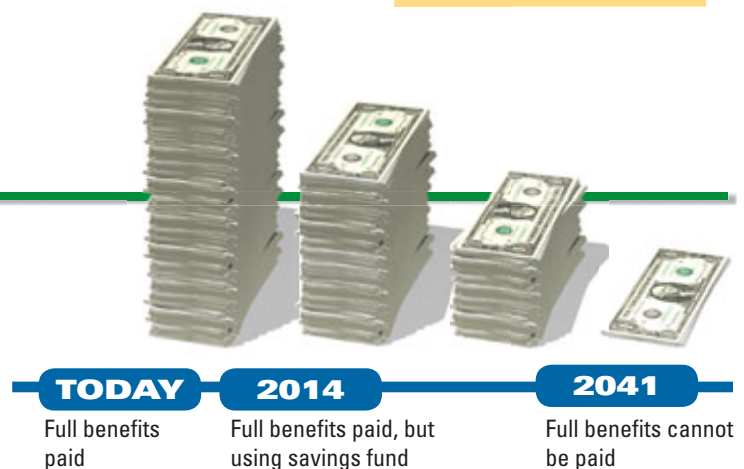 TODAY
Full benefits
paid
2014
Full benefits paid, but
using savings fund
2041
Full benefits cannot
be paid